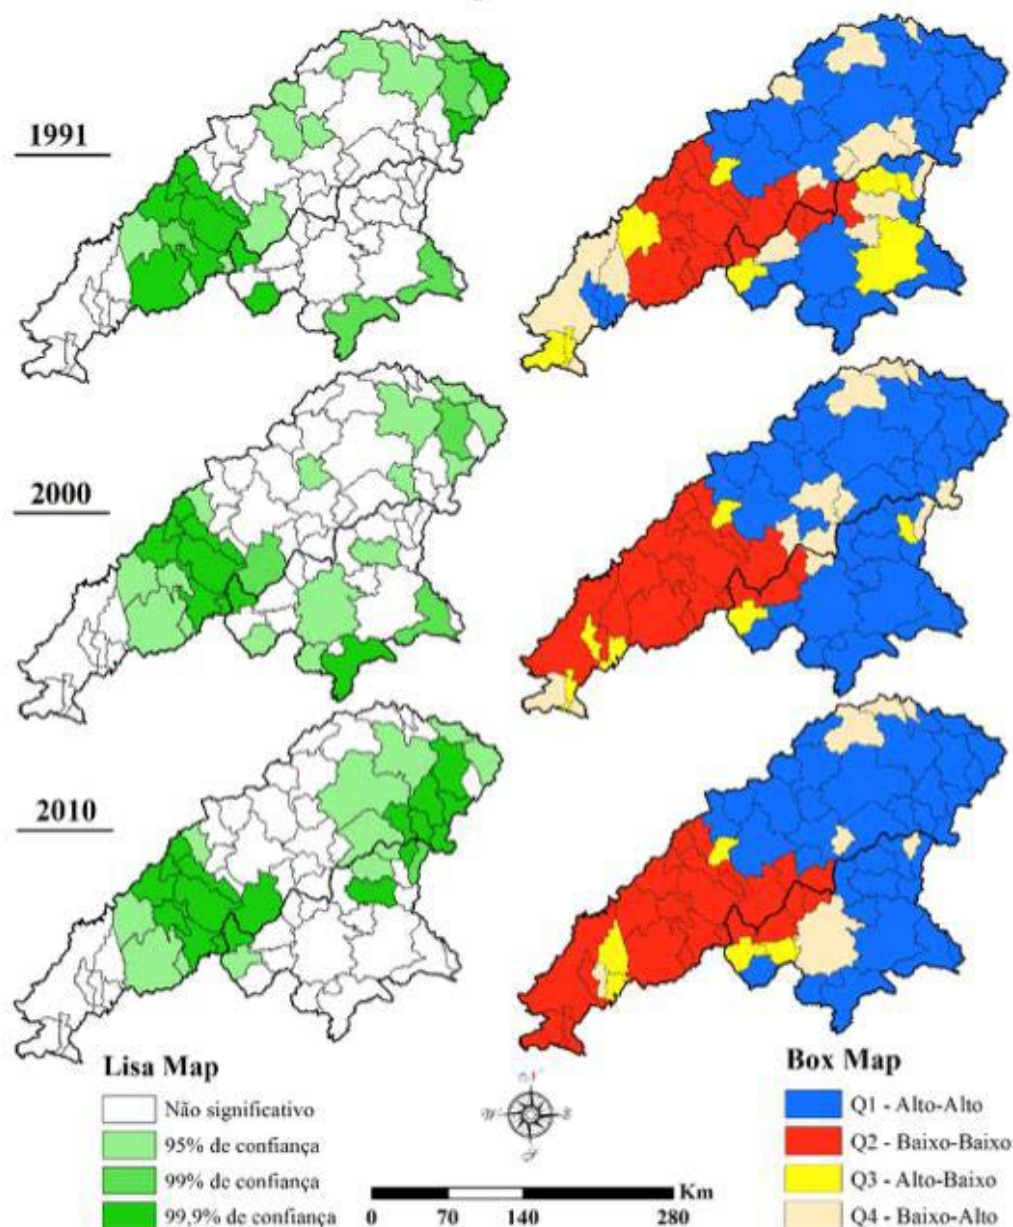 1991
2000
2010
Lisa Map
Não significativo
95% de confiança
99% de confiança
99,9% de confiança
Km
0 70 140 280
Box Map
Q1 - Alto-Alto
Q2 - Baixo-Baixo
Q3 - Alto-Baixo
Q4 - Baixo-Alto